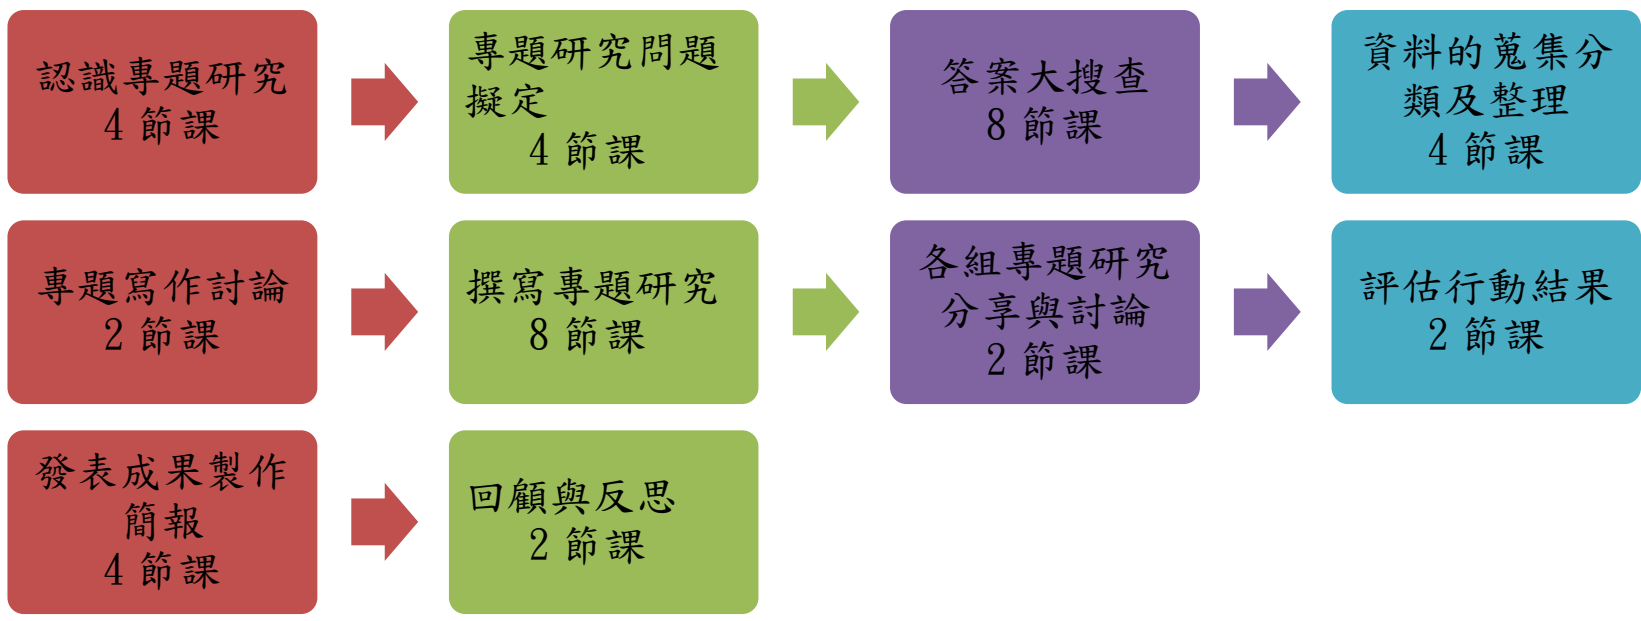 認識專題研究
4 節課
專題研究問題
擬定
4 節課
答案大搜查
8 節課
資料的蒐集分
類及整理
4 節課
專題寫作討論
2 節課
撰寫專題研究
8 節課
各組專題研究
分享與討論
2 節課
評估行動結果
2 節課
發表成果製作
簡報
4 節課
回顧與反思
2 節課